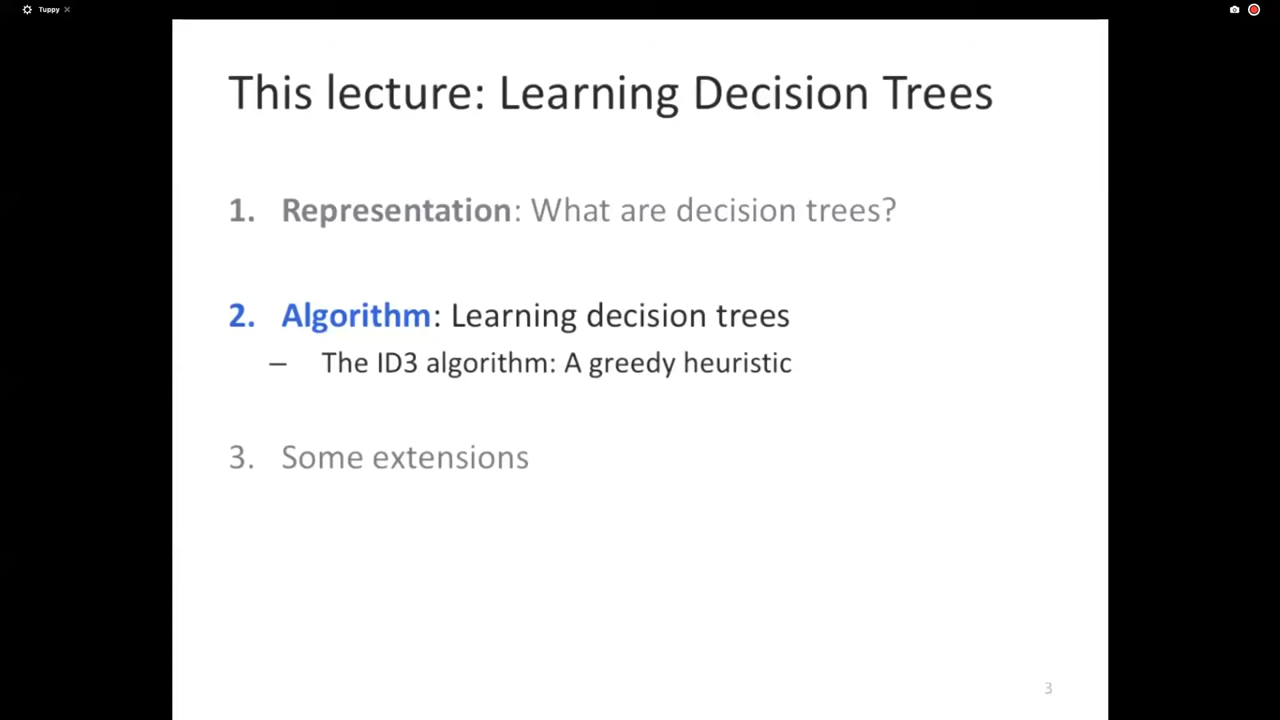 Tuppy
This lecture: Learning Decision Trees
1. Representation: What are decision trees?
2. Algorithm: Learning decision trees
– The ID3 algorithm: A greedy heuristic
3. Some extensions
3